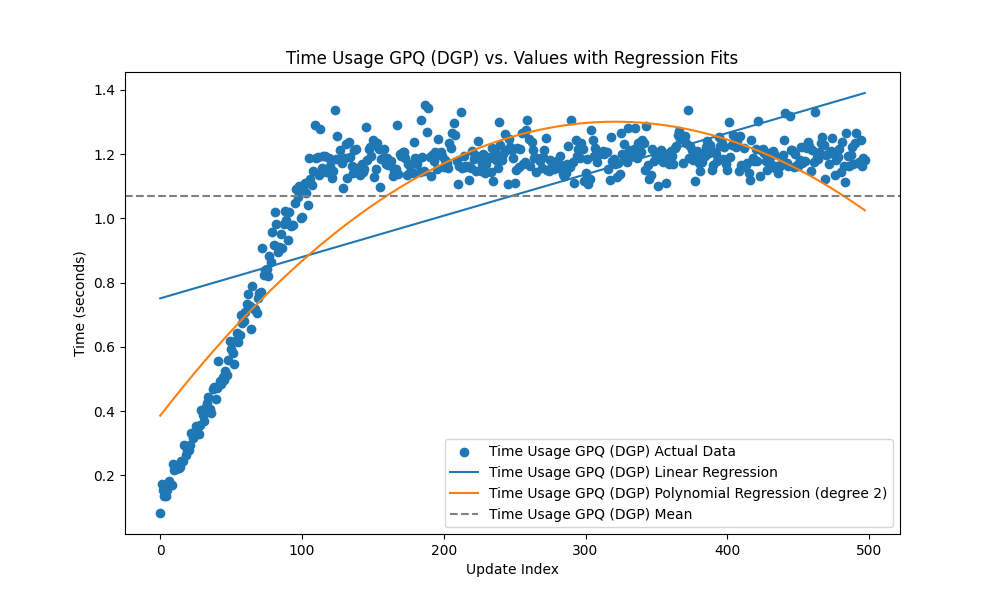 Time Usage GPQ (DGP) vs. Values with Regression Fits
Time (seconds)
1.4
1.2
1.0
0.8
0.6
0.4
0.2
Time Usage GPQ (DGP) Actual Data
Time Usage GPQ (DGP) Linear Regression
Time Usage GPQ (DGP) Polynomial Regression (degree 2)
Time Usage GPQ (DGP) Mean
0 100 200 300 400 500
Update Index